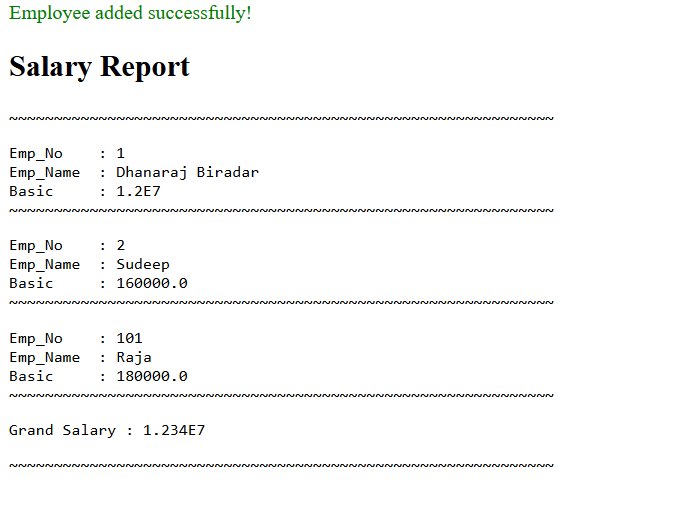 Employee added successfully!
Salary Report
~~~~~~~~~~~~~~~~~~~~~~~~~~~~~~~~~~~~~~~~~~~~~~~~~~~~~~~~~~~~~
Emp_No    : 1
Emp_Name  : Dhanaraj Biradar
Basic     : 1.2E7
~~~~~~~~~~~~~~~~~~~~~~~~~~~~~~~~~~~~~~~~~~~~~~~~~~~~~~~~~~~~~
Emp_No    : 2
Emp_Name  : Sudeep
Basic     : 160000.0
~~~~~~~~~~~~~~~~~~~~~~~~~~~~~~~~~~~~~~~~~~~~~~~~~~~~~~~~~~~~~
Emp_No    : 101
Emp_Name  : Raja
Basic     : 180000.0
~~~~~~~~~~~~~~~~~~~~~~~~~~~~~~~~~~~~~~~~~~~~~~~~~~~~~~~~~~~~~
Grand Salary : 1.234E7
~~~~~~~~~~~~~~~~~~~~~~~~~~~~~~~~~~~~~~~~~~~~~~~~~~~~~~~~~~~~~